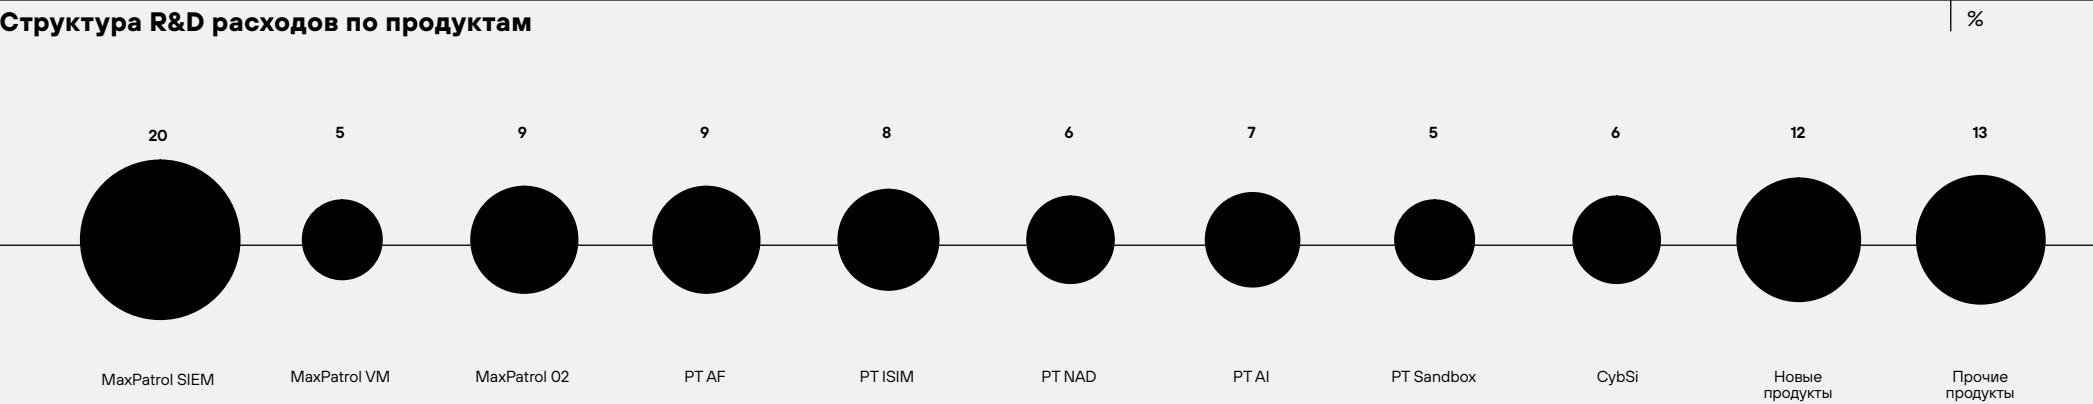 Структура R&D расходов по продуктам
%
20
5
9
9
8
6
7
5
6
12
13
MaxPatrol SIEM
MaxPatrol VM
MaxPatrol 02
PT AF
PT ISIM
PT NAD
PT AI
PT Sandbox
CybSi
Новые
продукты
Прочие
продукты